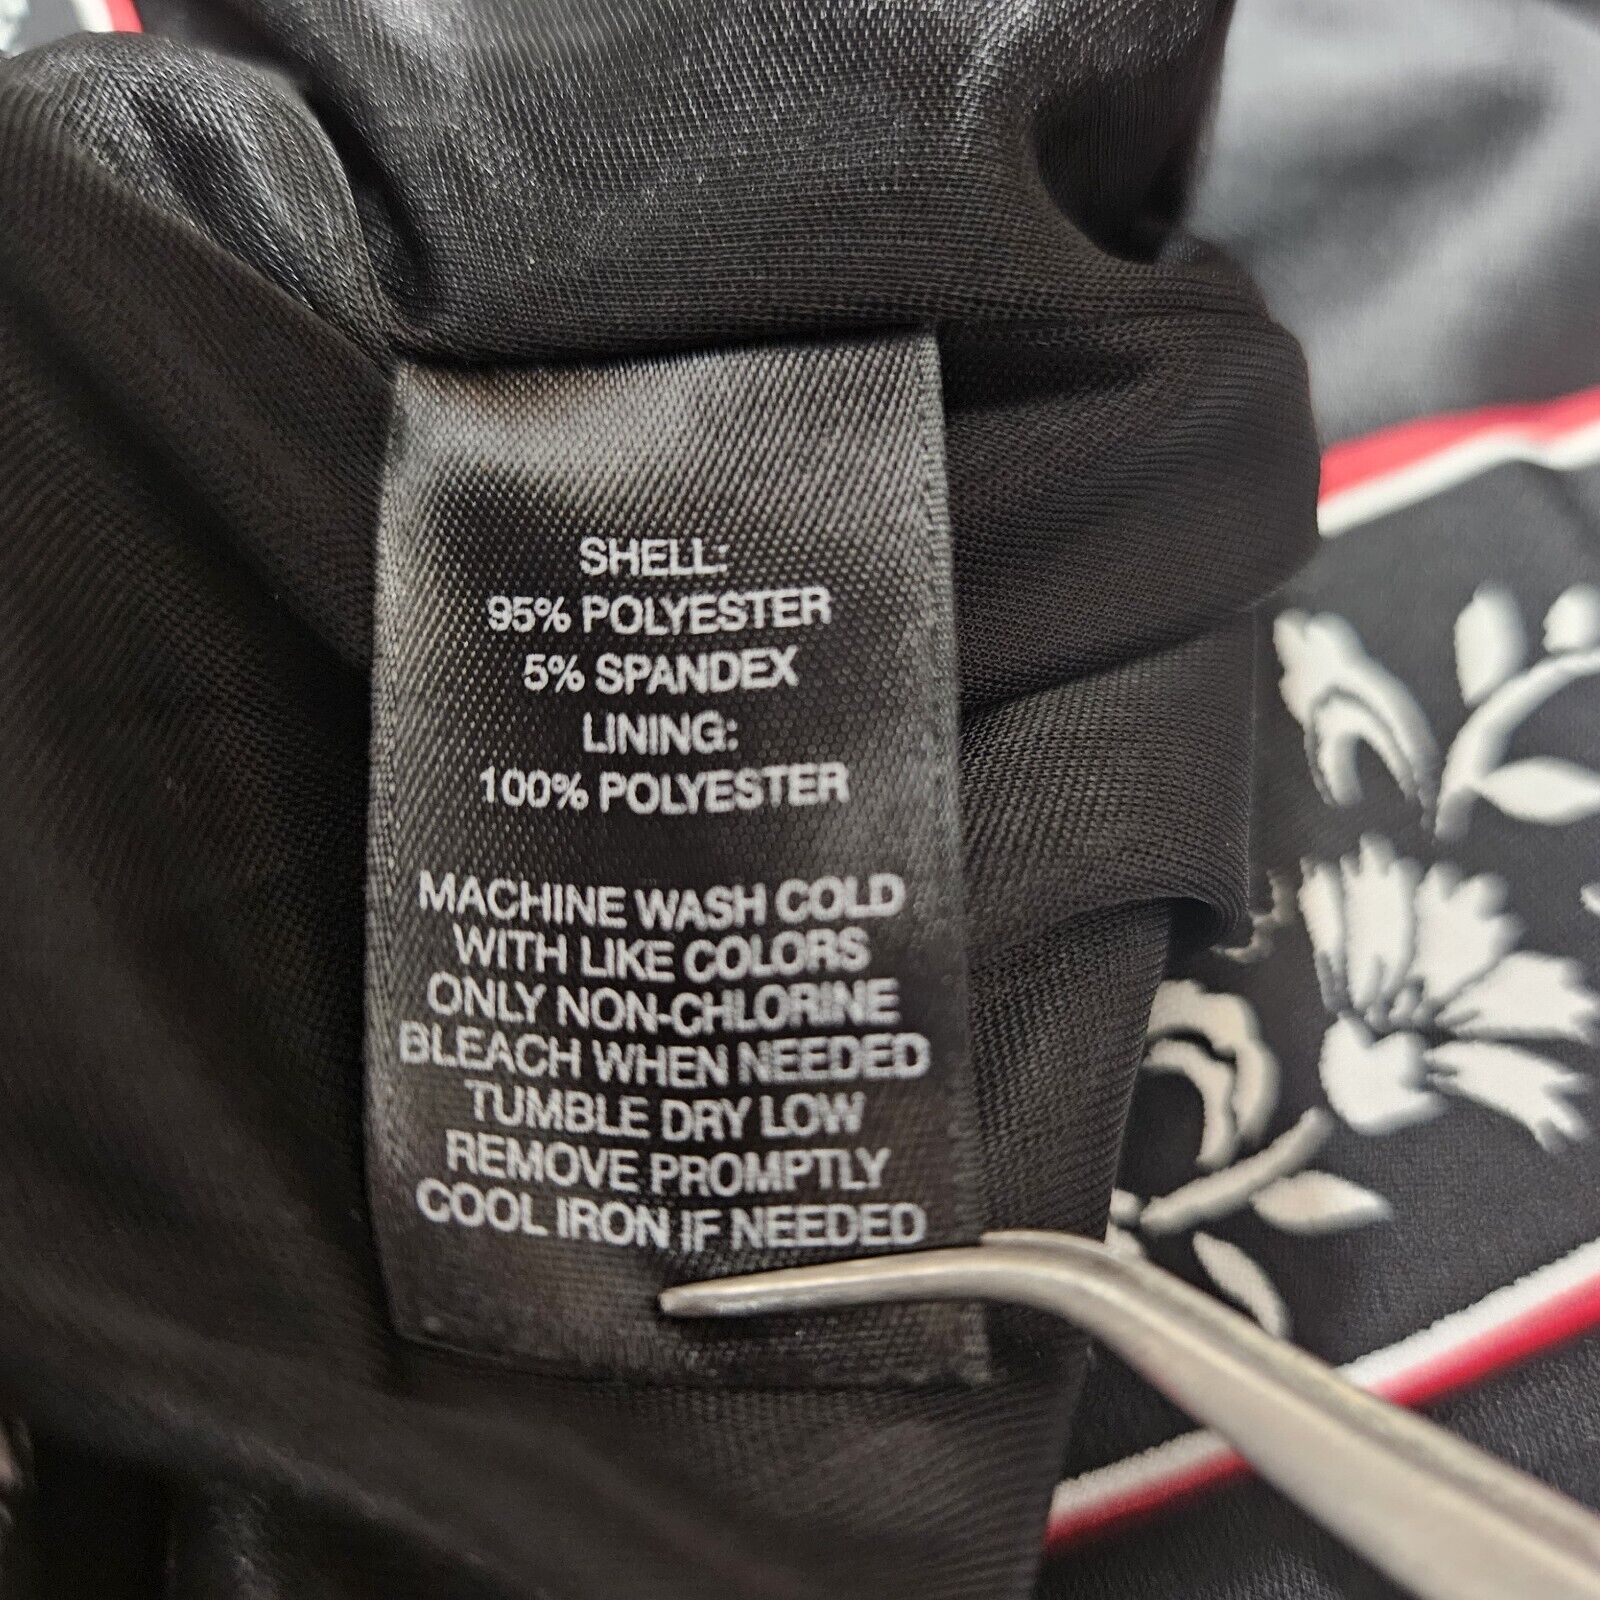 SHELL:
95% POLYESTER
5% SPANDEX
LINING:
100% POLYESTER
MACHINE WASH COLD
WITH LIKE COLORS
ONLY NON-CHLORINE
BLEACH WHEN NEEDED
TUMBLE DRY LOW
REMOVE PROMPTLY
COOL IRON IF NEEDED